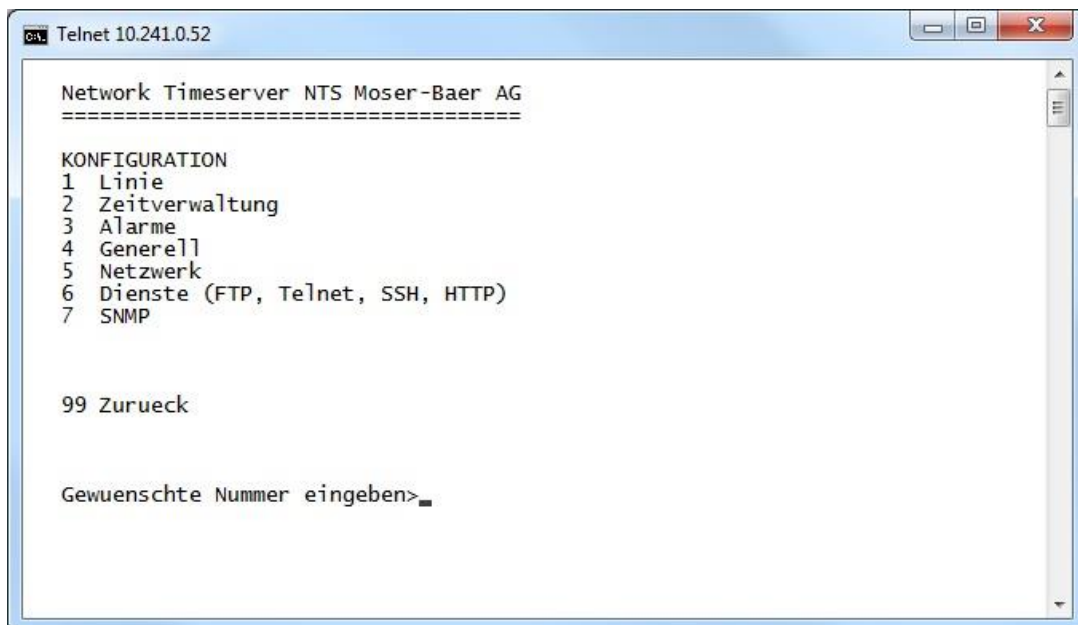 Telnet 10.241.0.52
Network Timeserver NTS Moser-Baer AG
====================================
KONFIGURATION
1 Linie
2 Zeitverwaltung
3 Alarme
4 Generell
5 Netzwerk
6 Dienste (FTP, Telnet, SSH, HTTP)
7 SNMP
99 Zurueck
Gewuenschte Nummer eingeben>_